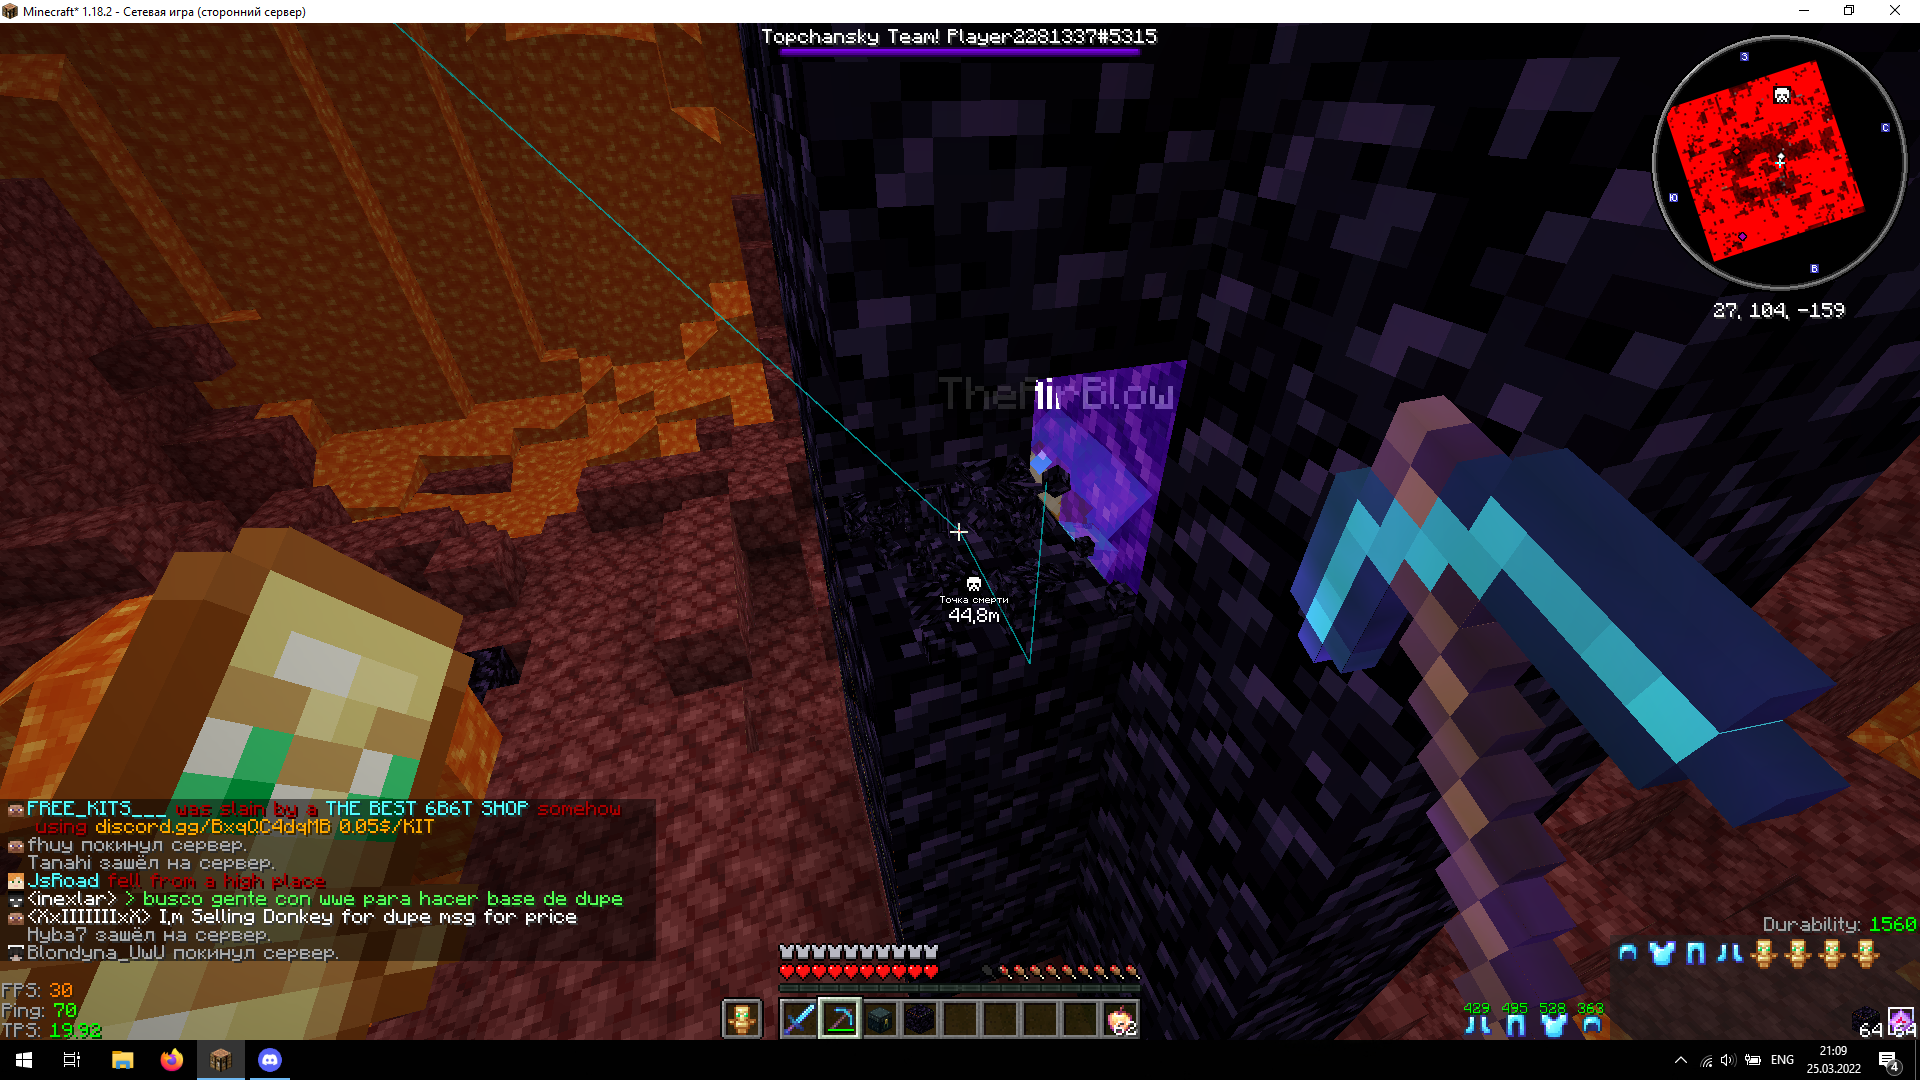 Minecraft* 1.18.2 - Сетевая игра (сторонний сервер)
Topchansky Team! Player2281337#5315
З
С
Ю
В
27, 104, -159
TheAirBlow
Точка смерти
44,8m
FREE_KITS___ was slain by a THE BEST 6B6T SHOP somehow
using discord.gg/BxqQC4dqMB 0.05$/KIT
fhuy покинул сервер.
Tanahi зашёл на сервер.
JsRoad fell from a high place
<inexlar> > busco gente con wwe para hacer base de dupe
<XxIIIIIIIxX> I,m Selling Donkey for dupe msg for price
Hyba7 зашёл на сервер.
Blondyna_UwU покинул сервер.
Durability: 1560
FPS: 30
Ping: 70
TPS: 19.92
62
429 495 528 363
64 64
ENG
21:09
25.03.2022
4